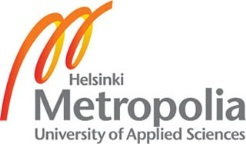 Helsinki
Metropolia
University of Applied Sciences